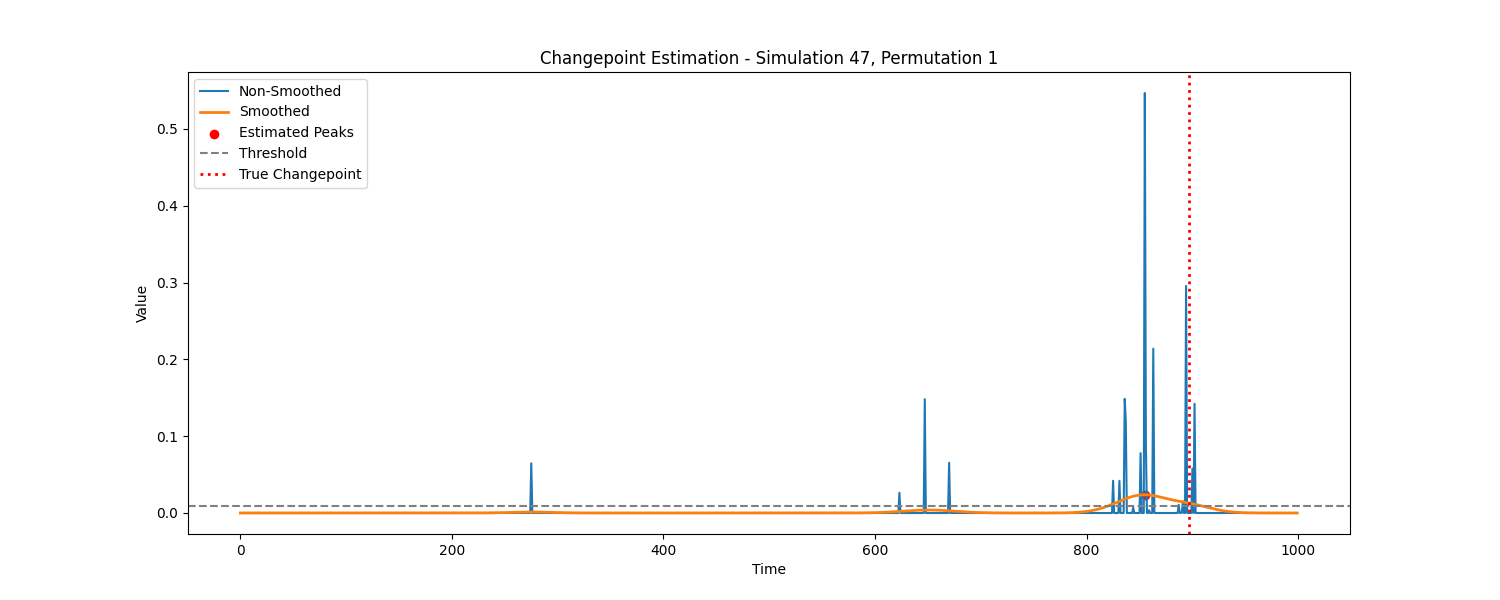 Changepoint Estimation - Simulation 47, Permutation 1
Non-Smoothed
Smoothed
Estimated Peaks
Threshold
True Changepoint
Value
0.5
0.4
0.3
0.2
0.1
0.0
0
200
400
600
800
1000
Time